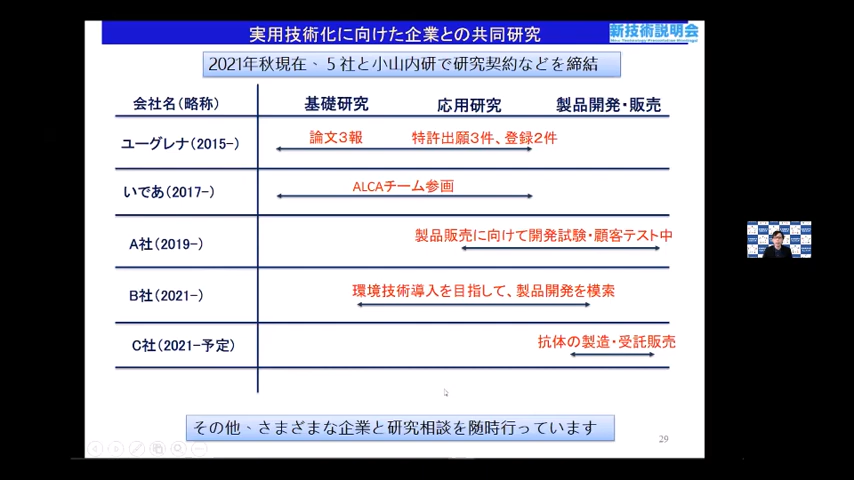 実用技術化に向けた企業との共同研究
新技術説明会
2021年秋現在、５社と小山内研で研究契約などを締結
会社名(略称) 基礎研究 応用研究 製品開発・販売
ユーグレナ(2015-) 論文３報 特許出願３件、登録２件
いであ(2017-) ALCAチーム参画
A社(2019-) 製品販売に向けて開発試験・顧客テスト中
B社(2021-) 環境技術導入を目指して、製品開発を模索
C社(2021-予定) 抗体の製造・受託販売
その他、さまざまな企業と研究相談を随時行っています
29